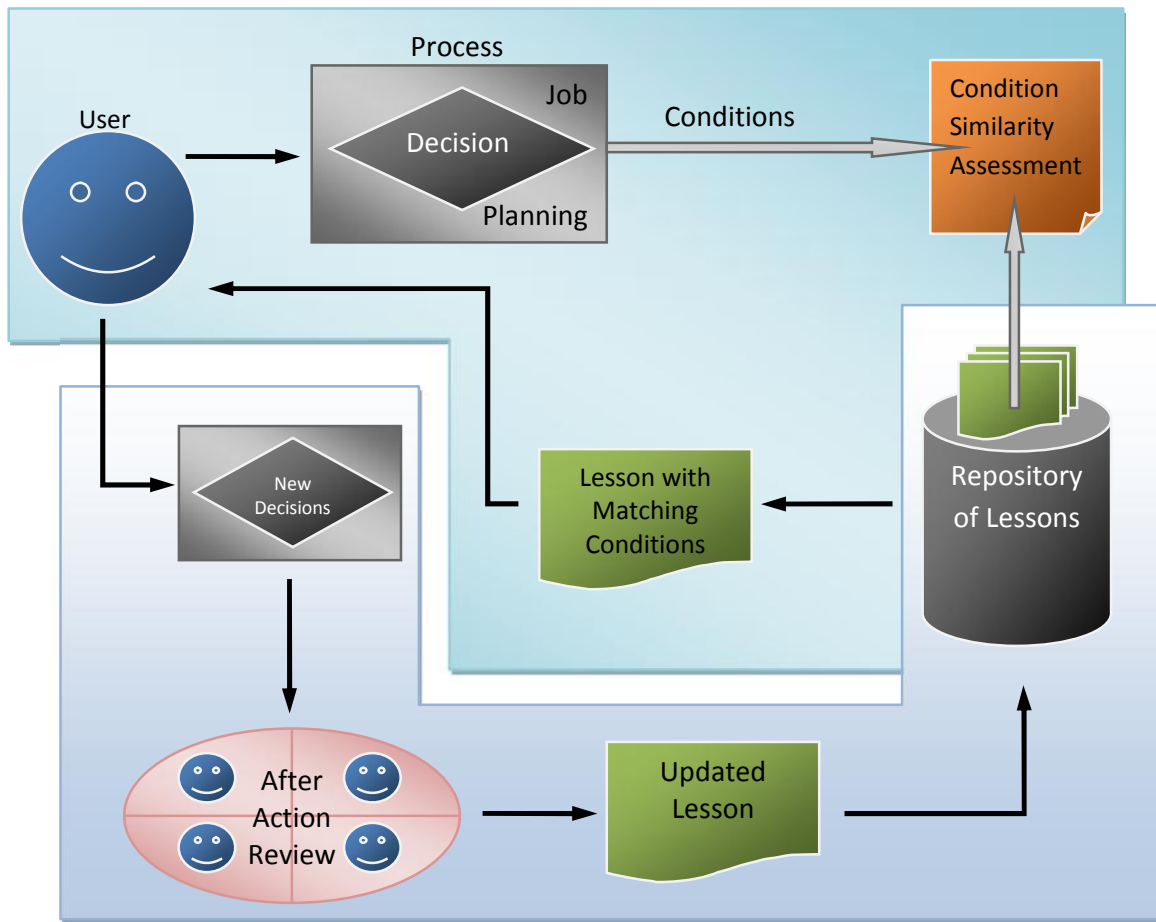 Process
User
Job
Decision
Planning
Conditions
Condition
Similarity
Assessment
New
Decisions
Lesson with
Matching
Conditions
Repository
of Lessons
After
Action
Review
Updated
Lesson